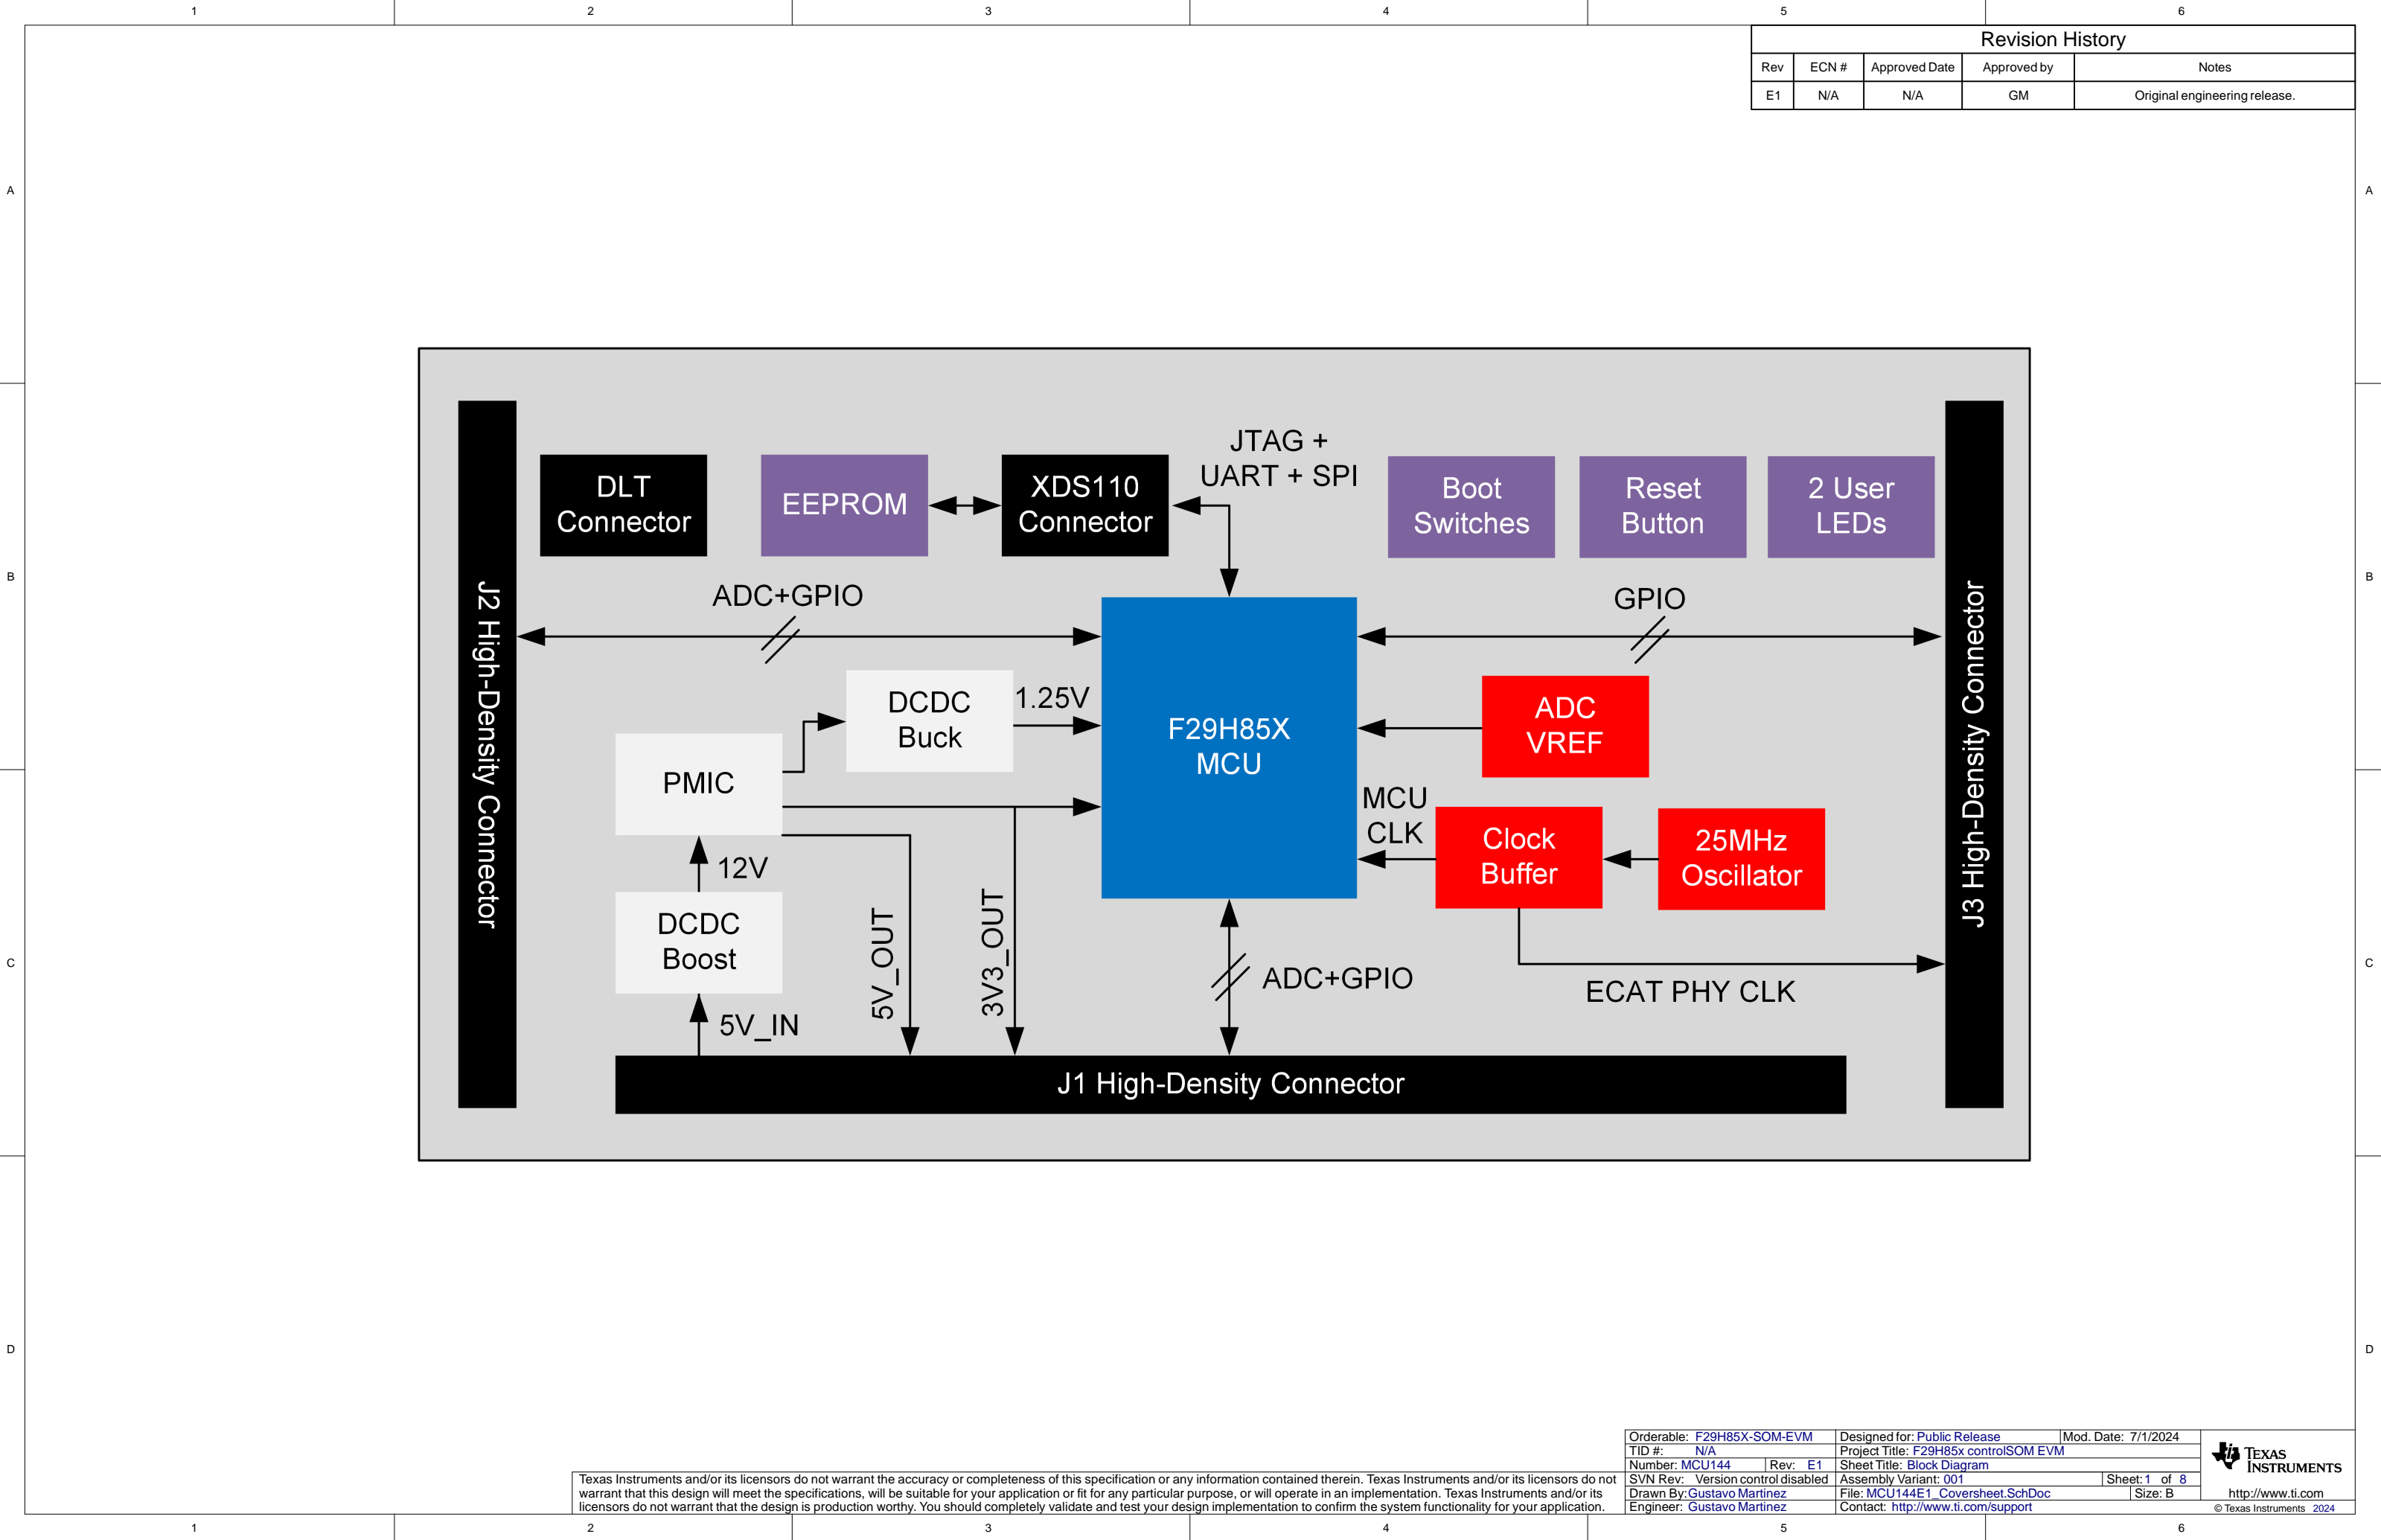 1 2 3 4 5 6
Revision History
Rev ECN # Approved Date Approved by Notes
E1 N/A N/A GM Original engineering release.
A A
JTAG +
UART + SPI
DLT
Connector
EEPROM
XDS110
Connector
Boot
Switches
Reset
Button
2 User
LEDs
B B
ADC+GPIO
GPIO
J2 High-Density Connector
J3 High-Density Connector
DCDC
Buck
1.25V
F29H85X
MCU
ADC
VREF
PMIC
MCU
CLK
Clock
Buffer
25MHz
Oscillator
12V
DCDC
Boost
5V_OUT
3V3_OUT
ADC+GPIO
ECAT PHY CLK
C C
5V_IN
J1 High-Density Connector
D D
Texas Instruments and/or its licensors do not warrant the accuracy or completeness of this specification or any information contained therein. Texas Instruments and/or its licensors do not
warrant that this design will meet the specifications, will be suitable for your application or fit for any particular purpose, or will operate in an implementation. Texas Instruments and/or its
licensors do not warrant that the design is production worthy. You should completely validate and test your design implementation to confirm the system functionality for your application.
Orderable: F29H85X-SOM-EVM Designed for: Public Release Mod. Date: 7/1/2024
TID #: N/A Project Title: F29H85x controlSOM EVM
Number: MCU144 Rev: E1 Sheet Title: Block Diagram
SVN Rev: Version control disabled Assembly Variant: 001 Sheet: 1 of 8
Drawn By: Gustavo Martinez File: MCU144E1_Coversheet.SchDoc Size: B
Engineer: Gustavo Martinez Contact: http://www.ti.com/support
TEXAS
INSTRUMENTS
http://www.ti.com
© Texas Instruments 2024
1 2 3 4 5 6